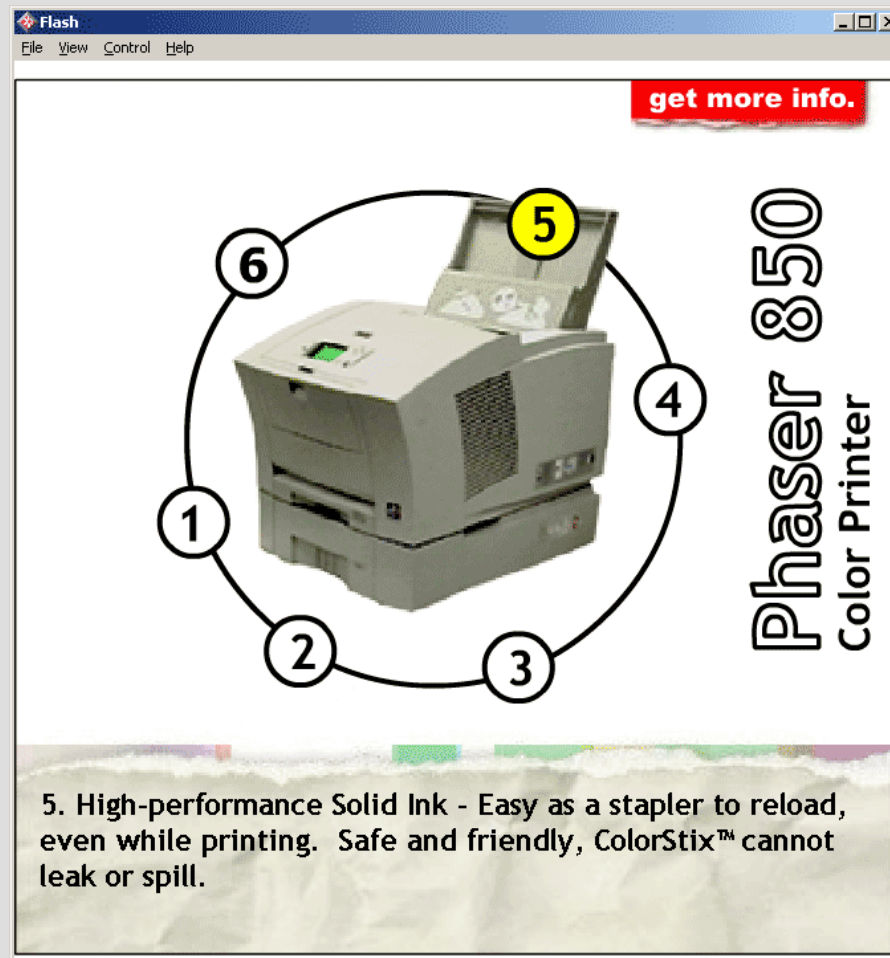 Flash
File View Control Help
get more info.
6
5
4
1
2
3
Phaser 850
Color Printer
5. High-performance Solid Ink - Easy as a stapler to reload,
even while printing.  Safe and friendly, ColorStix™ cannot
leak or spill.